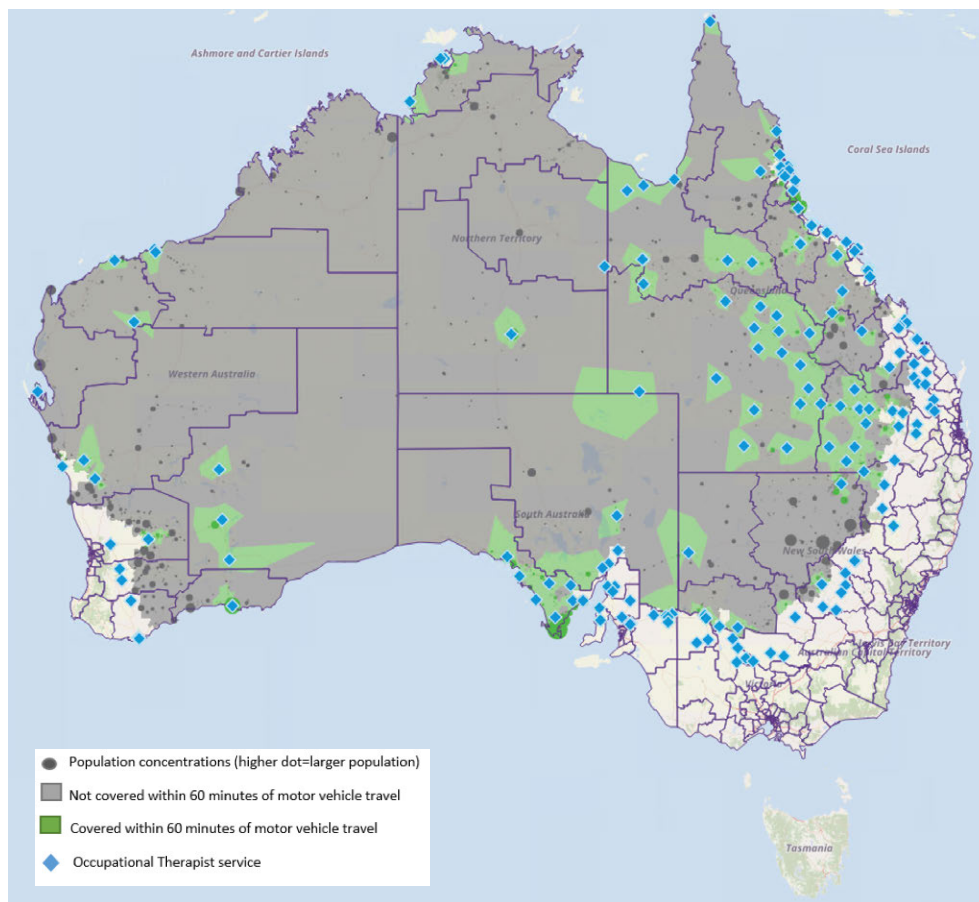 Ashmore and Cartier Islands
Coral Sea Islands
Northern Territory
Queensland
Western Australia
South Australia
New South Wales
Jervis Bay Territory
Australian Capital Territory
Victoria
Population concentrations (higher dot=larger population)
Not covered within 60 minutes of motor vehicle travel
Covered within 60 minutes of motor vehicle travel
Occupational Therapist service
Tasmania